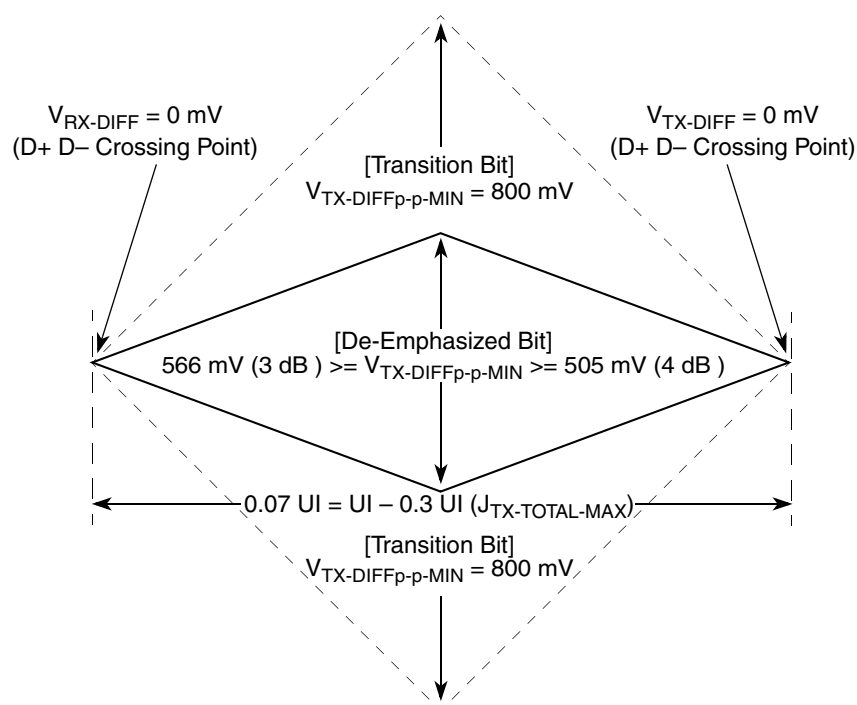 V_RX-DIFF = 0 mV
(D+ D– Crossing Point)
V_TX-DIFF = 0 mV
(D+ D– Crossing Point)
[Transition Bit]
V_TX-DIFFp-p-MIN = 800 mV
[De-Emphasized Bit]
566 mV (3 dB ) >= V_TX-DIFFp-p-MIN >= 505 mV (4 dB )
0.07 UI = UI – 0.3 UI (J_TX-TOTAL-MAX)
[Transition Bit]
V_TX-DIFFp-p-MIN = 800 mV